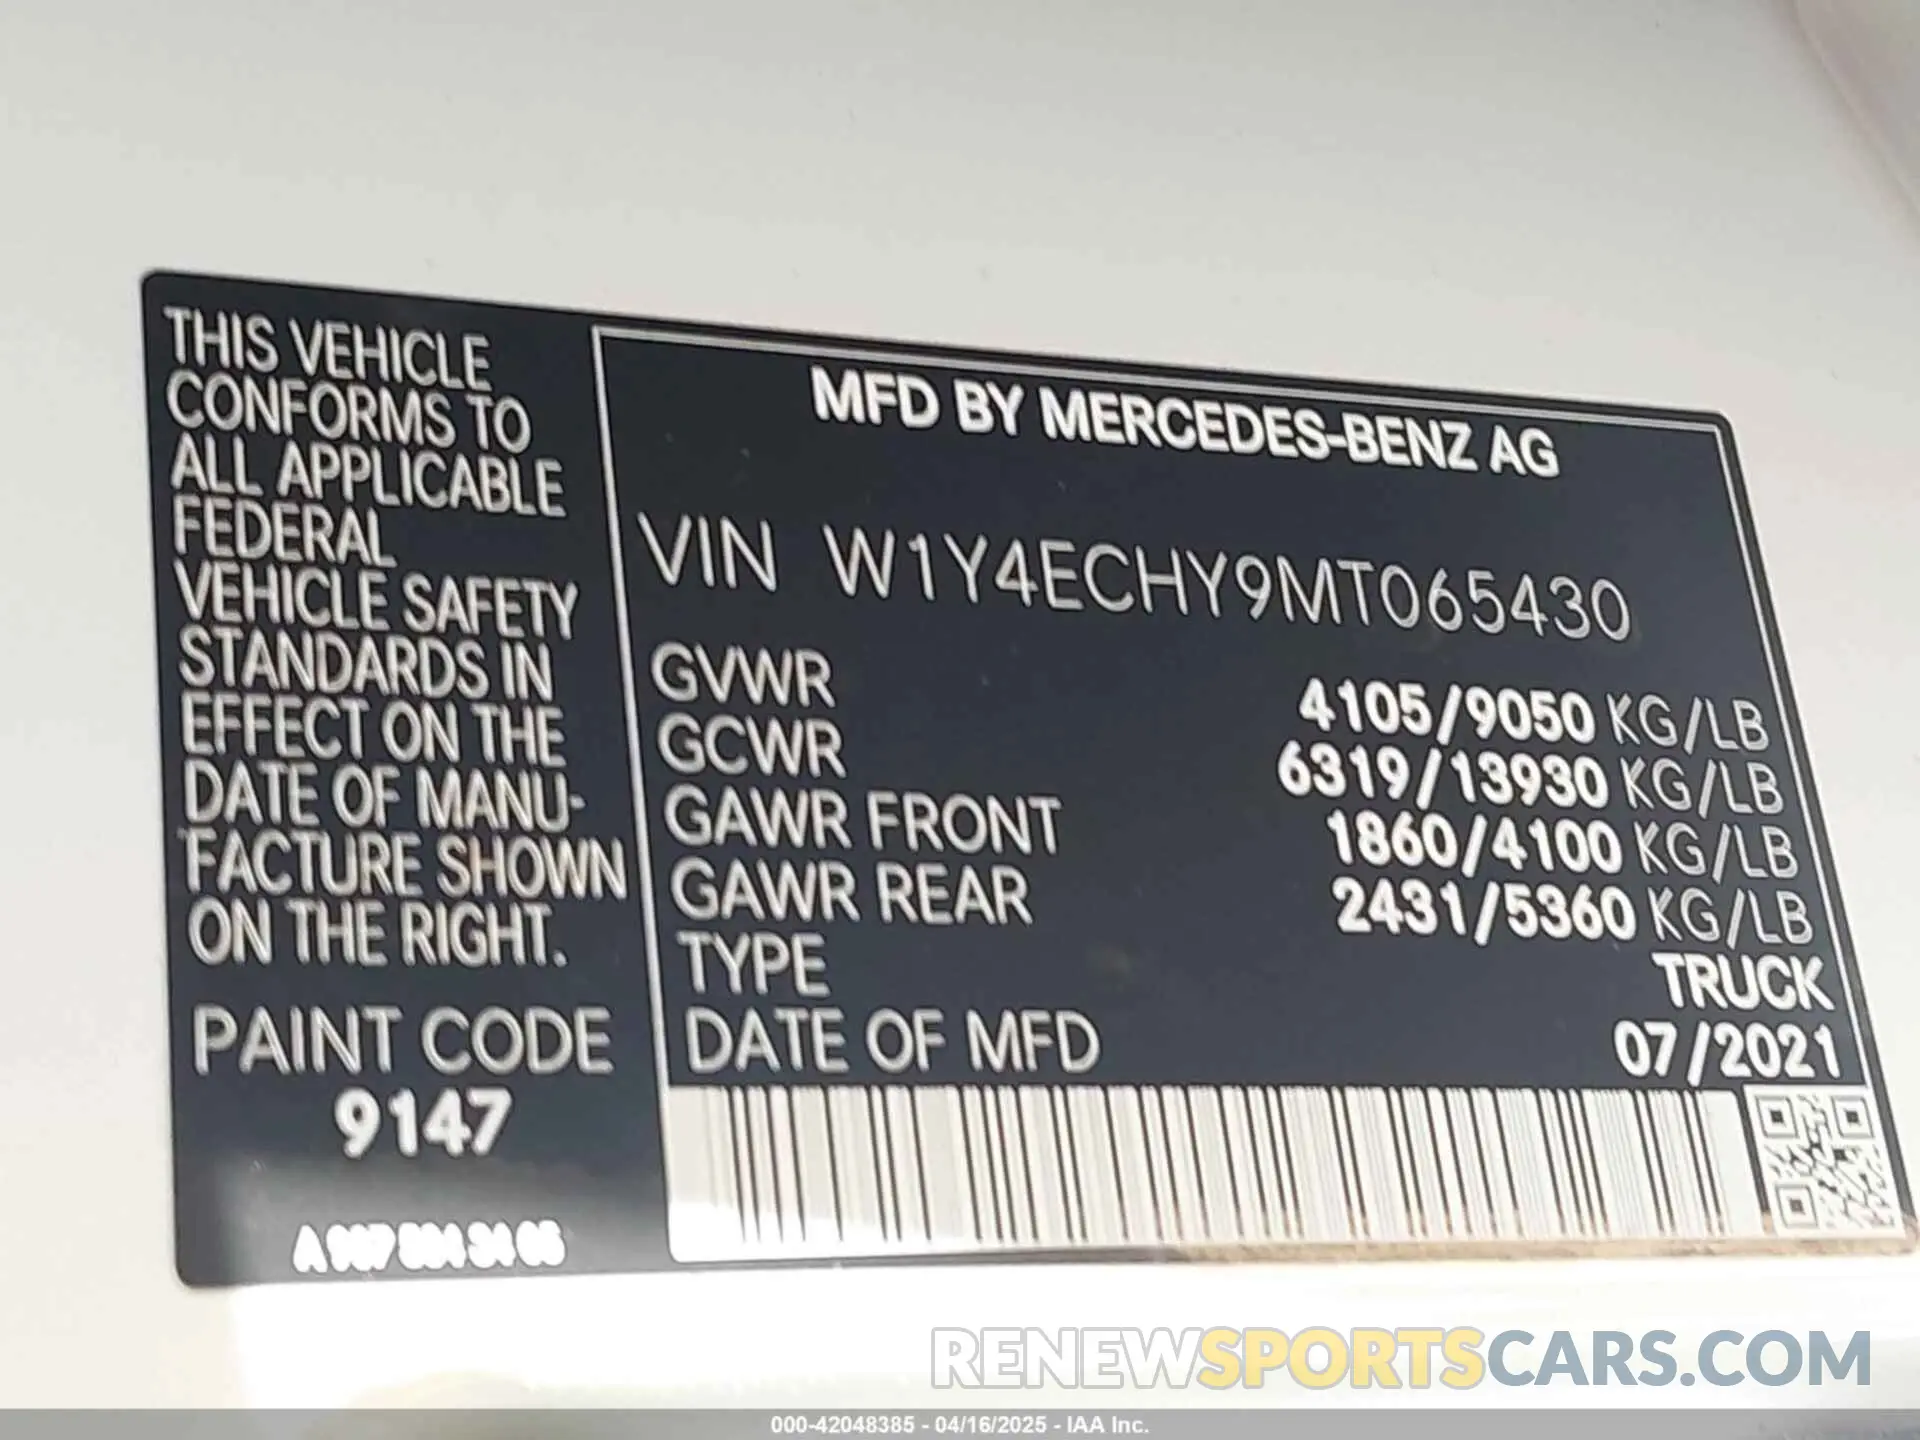 THIS VEHICLE
CONFORMS TO
ALL APPLICABLE
FEDERAL
VEHICLE SAFETY
STANDARDS IN
EFFECT ON THE
DATE OF MANU-
FACTURE SHOWN
ON THE RIGHT.
PAINT CODE
9147
MFD BY MERCEDES-BENZ AG
VIN W1Y4ECHY9MT065430
GVWR 4105/9050 KG/LB
GCWR 6319/13930 KG/LB
GAWR FRONT 1860/4100 KG/LB
GAWR REAR 2431/5360 KG/LB
TYPE TRUCK
DATE OF MFD 07/2021
RENEWSPORTSCARS.COM
000-42048385 - 04/16/2025 - IAA Inc.